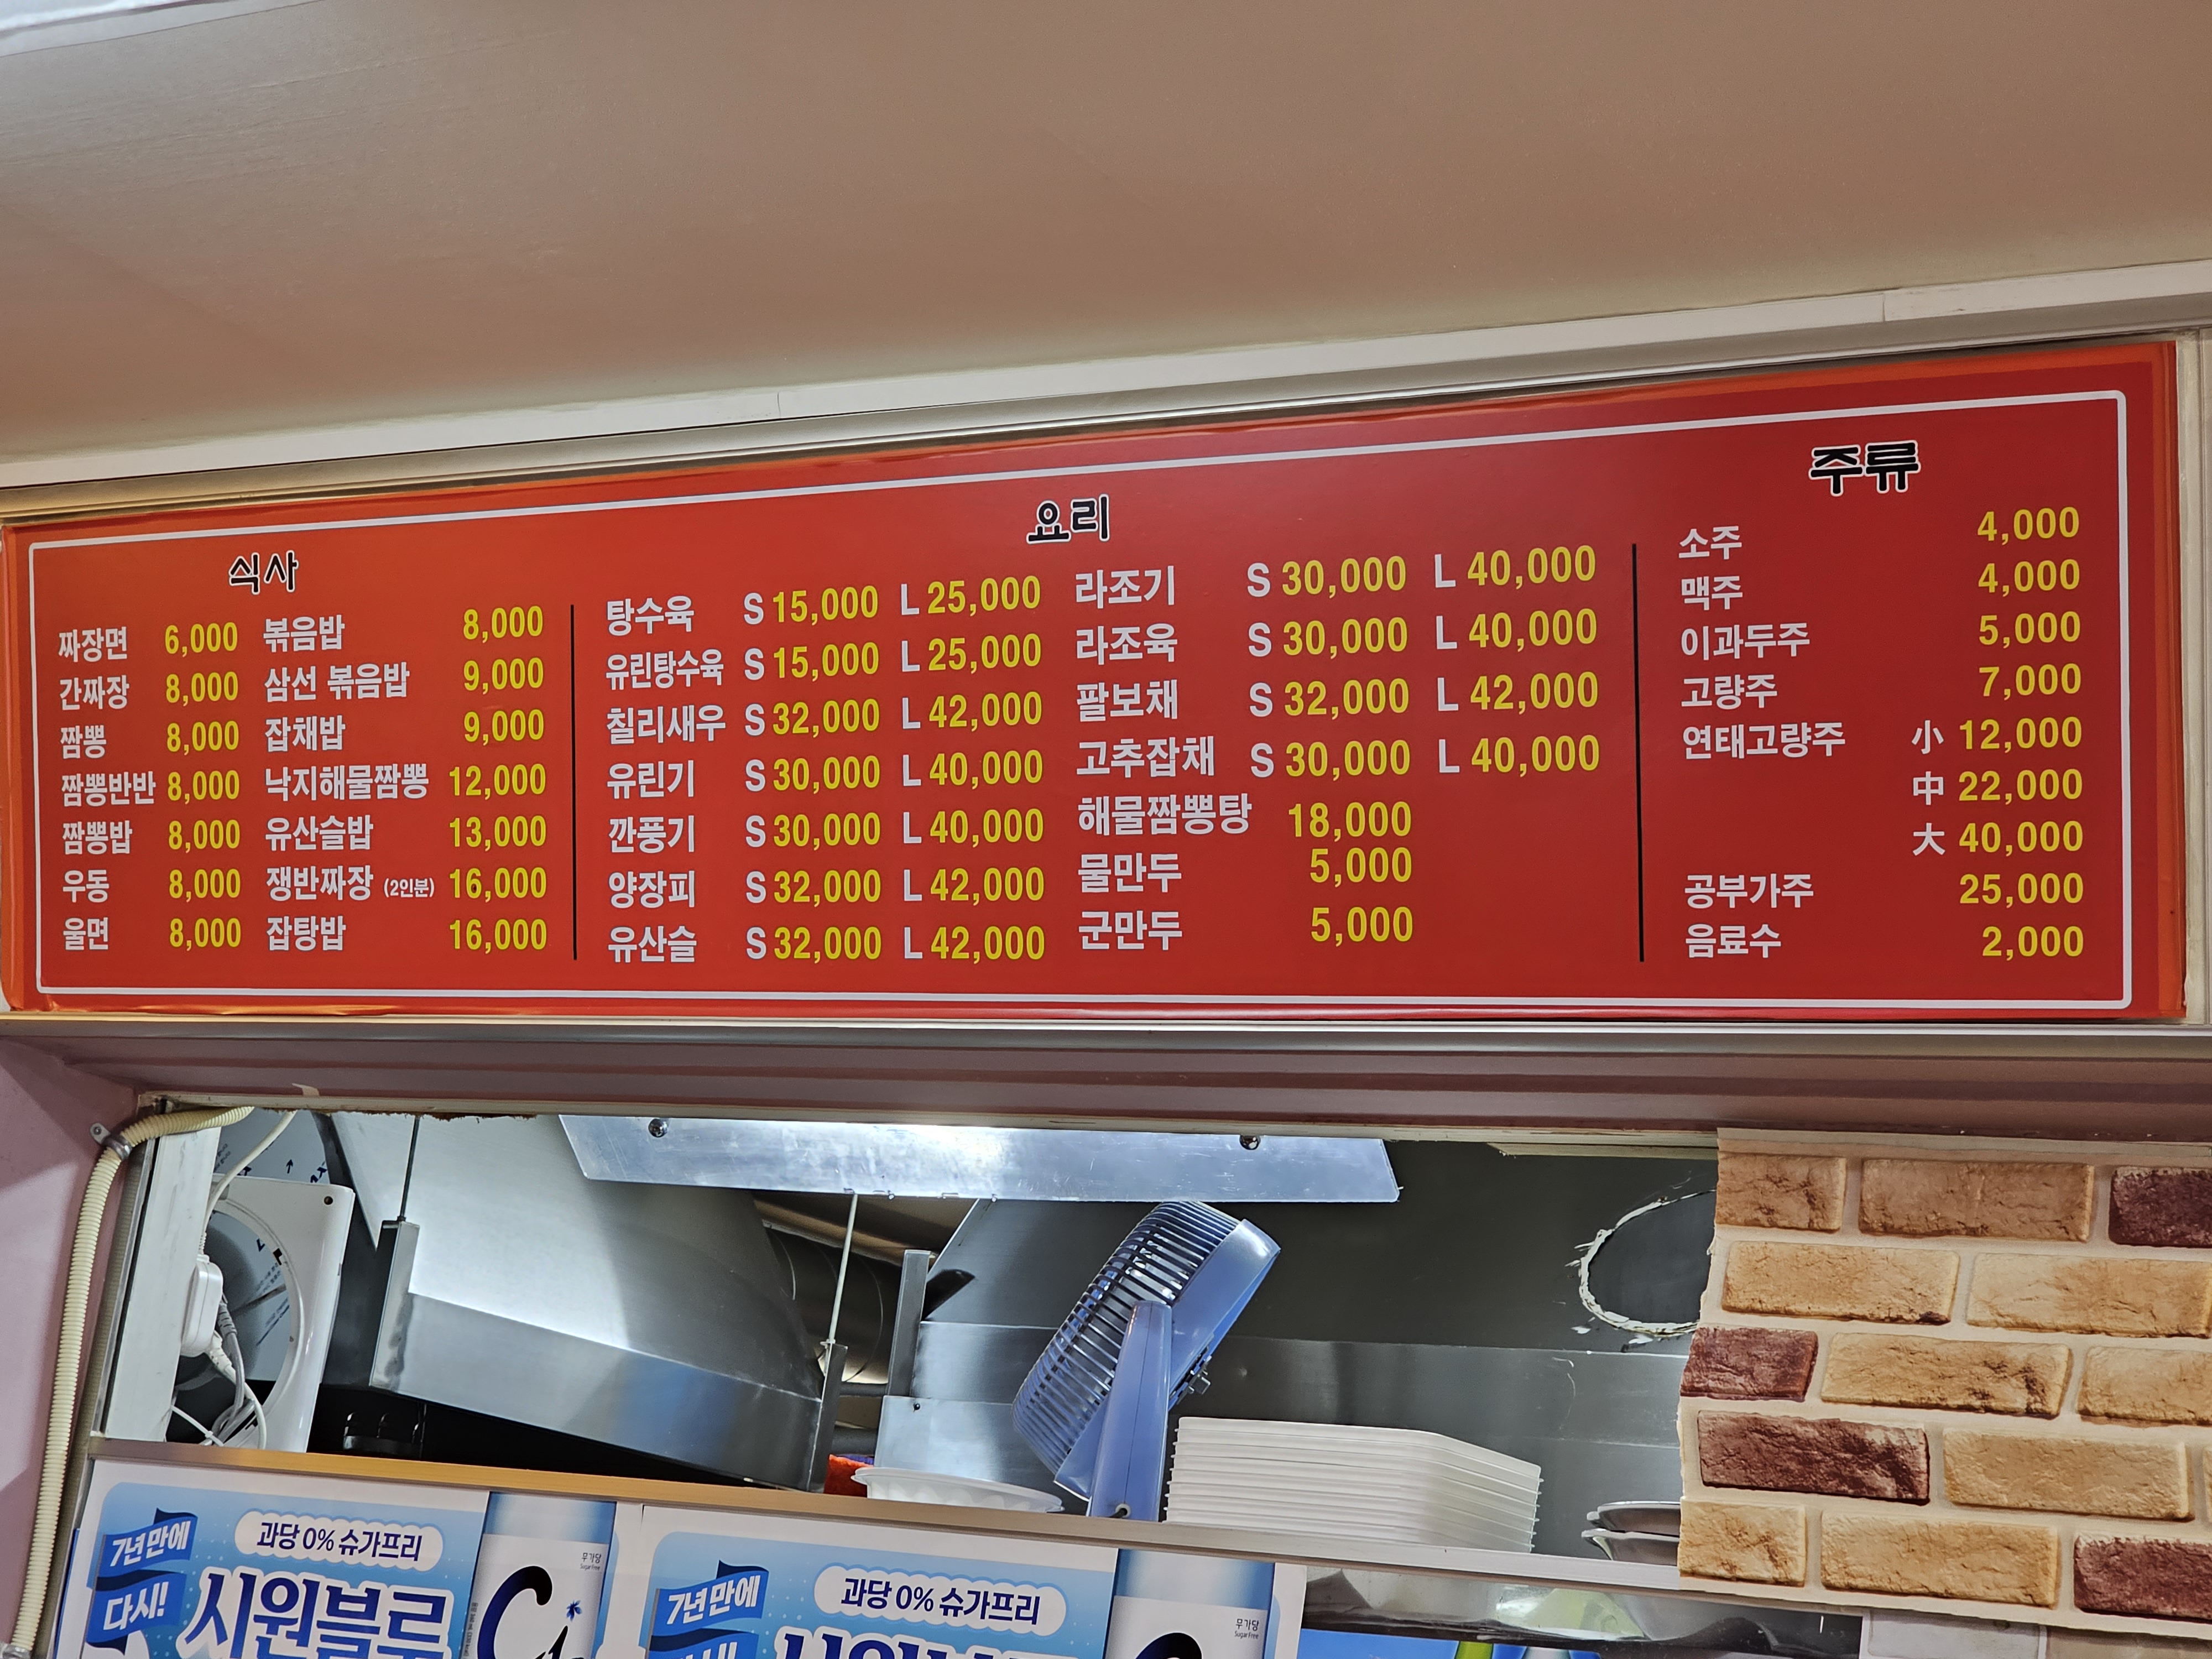 식사
짜장면 6,000
간짜장 8,000
짬뽕 8,000
짬뽕반반 8,000
짬뽕밥 8,000
우동 8,000
울면 8,000
볶음밥 8,000
삼선 볶음밥 9,000
잡채밥 9,000
낙지해물짬뽕 12,000
유산슬밥 13,000
쟁반짜장 (2인분) 16,000
잡탕밥 16,000
요리
탕수육 S 15,000 L 25,000
유린탕수육 S 15,000 L 25,000
칠리새우 S 32,000 L 42,000
유린기 S 30,000 L 40,000
깐풍기 S 30,000 L 40,000
양장피 S 32,000 L 42,000
유산슬 S 32,000 L 42,000
라조기 S 30,000 L 40,000
라조육 S 30,000 L 40,000
팔보채 S 32,000 L 42,000
고추잡채 S 30,000 L 40,000
해물짬뽕탕 18,000
물만두 5,000
군만두 5,000
주류
소주 4,000
맥주 4,000
이과두주 5,000
고량주 7,000
연태고량주 小 12,000
中 22,000
大 40,000
공부가주 25,000
음료수 2,000
7년만에
다시!
과당 0% 슈가프리
시원블루
무가당
Sugar Free
7년만에
과당 0% 슈가프리
무가당
Sugar Free